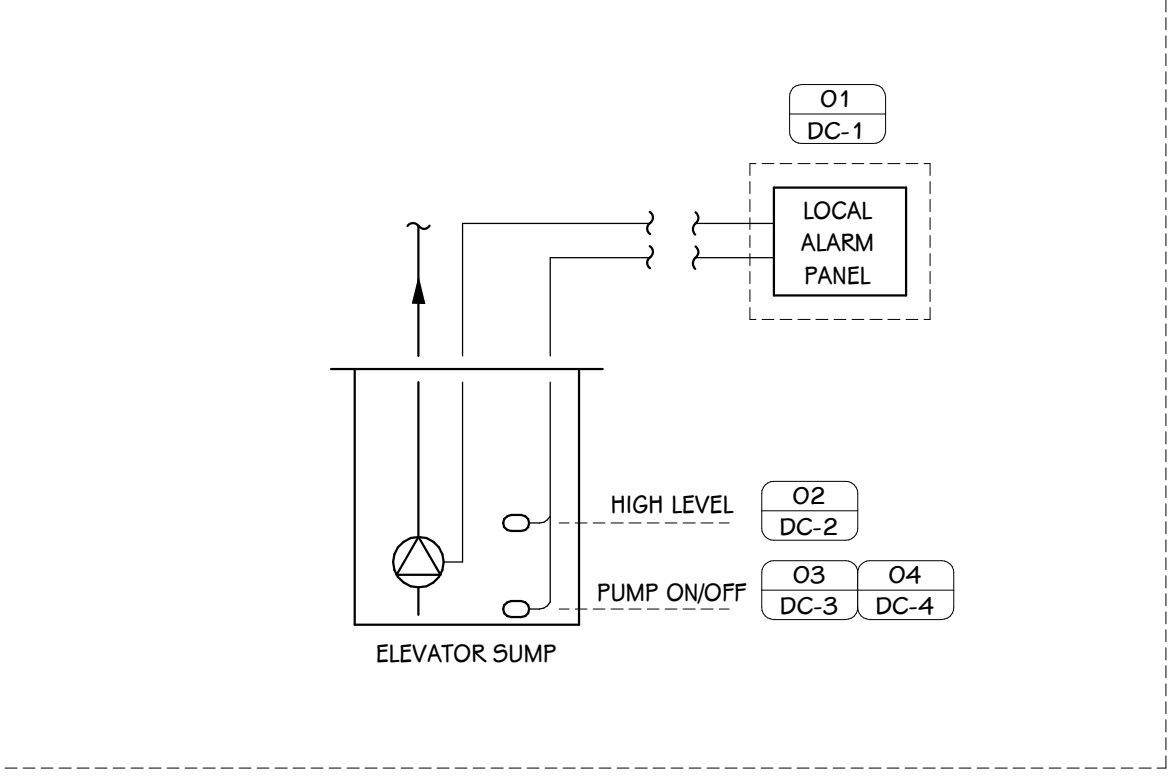 01
DC-1
LOCAL
ALARM
PANEL
HIGH LEVEL
02
DC-2
PUMP ON/OFF
03 04
DC-3 DC-4
ELEVATOR SUMP